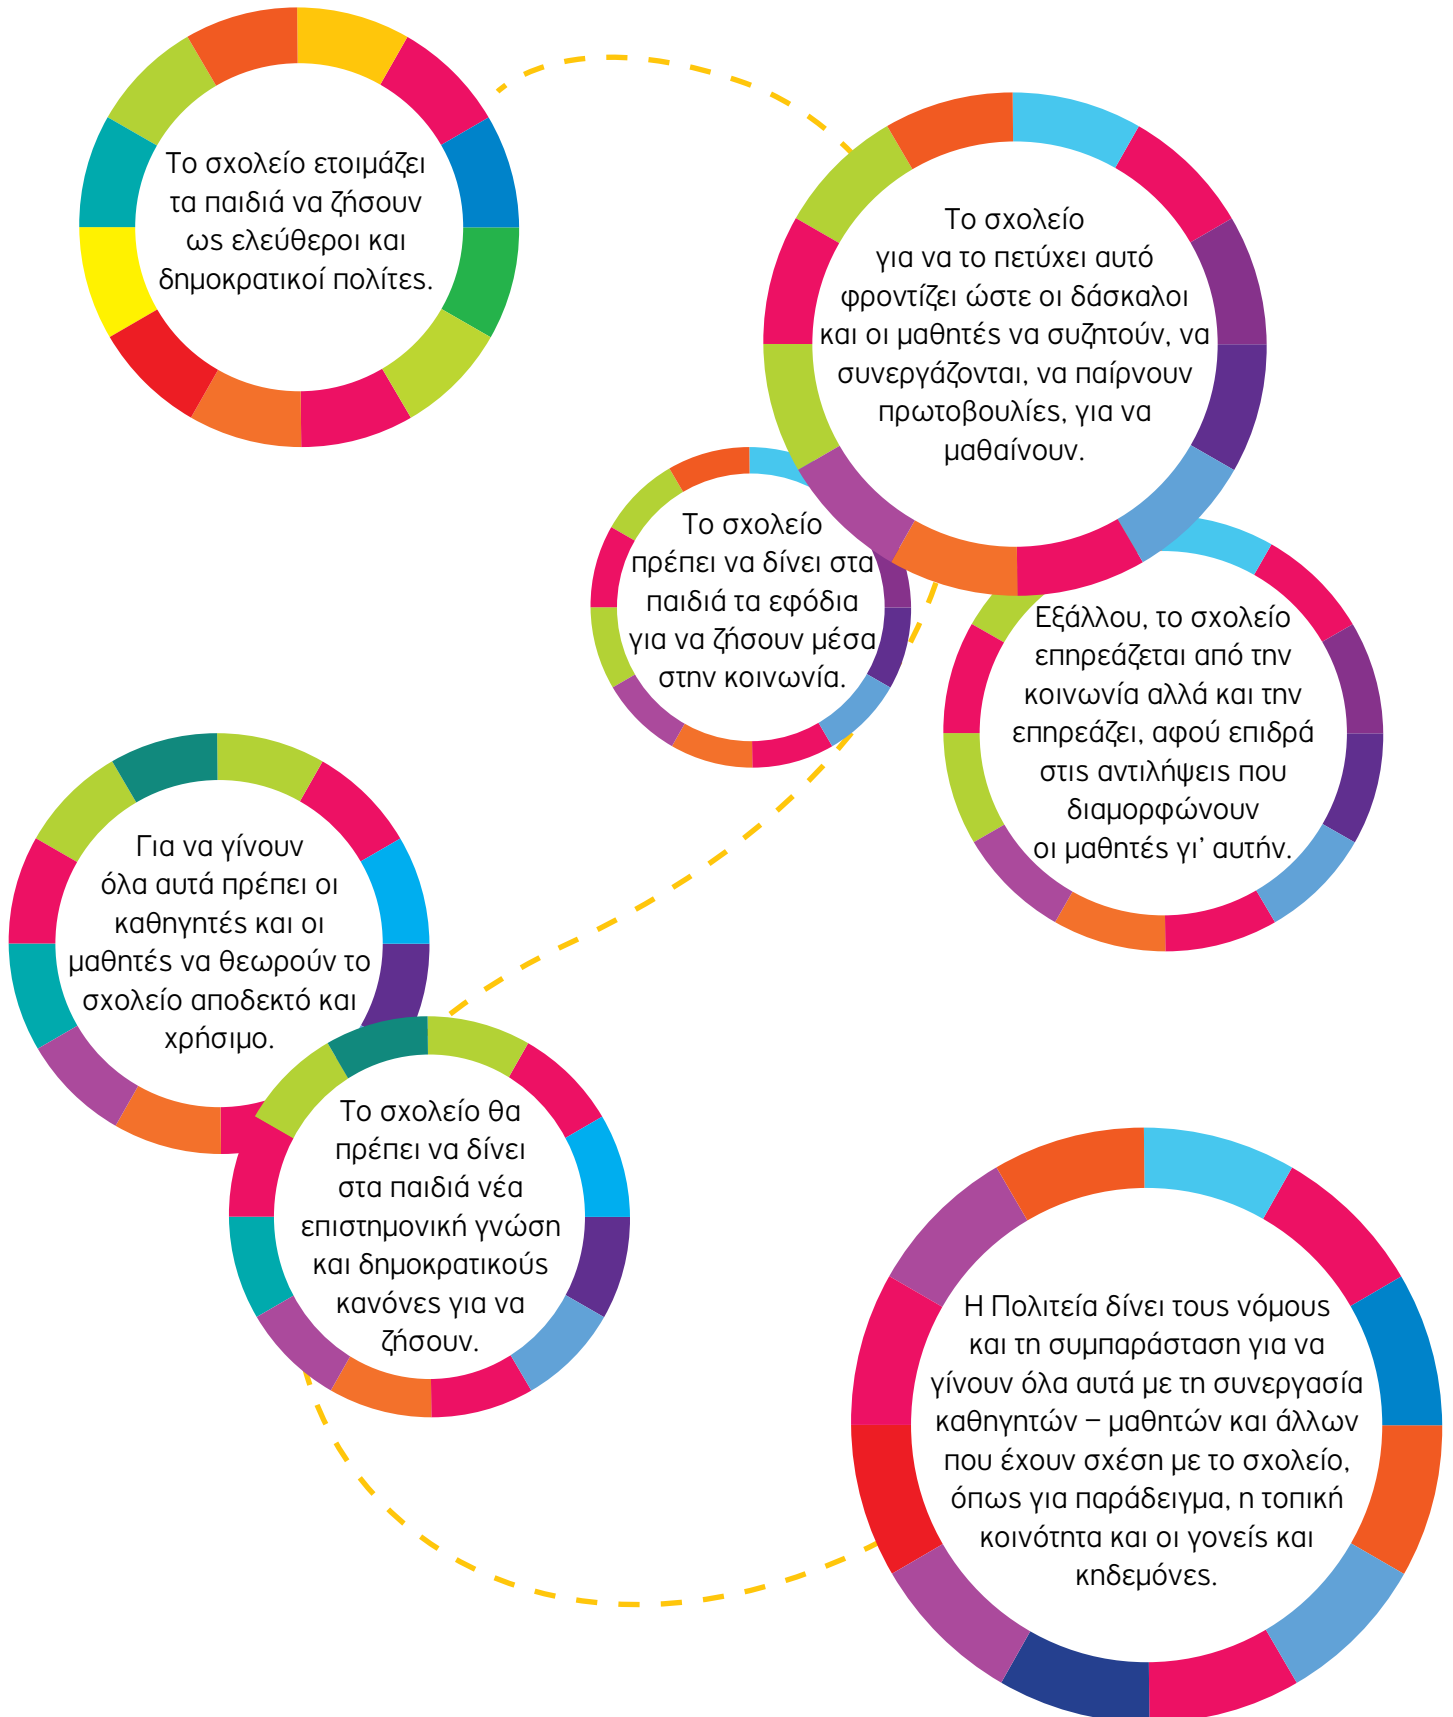 Το σχολείο ετοιμάζει
τα παιδιά να ζήσουν
ως ελεύθεροι και
δημοκρατικοί πολίτες.
Το σχολείο
για να το πετύχει αυτό
φροντίζει ώστε οι δάσκαλοι
και οι μαθητές να συζητούν, να
συνεργάζονται, να παίρνουν
πρωτοβουλίες, για να
μαθαίνουν.
Το σχολείο
πρέπει να δίνει στα
παιδιά τα εφόδια
για να ζήσουν μέσα
στην κοινωνία.
Εξάλλου, το σχολείο
επηρεάζεται από την
κοινωνία αλλά και την
επηρεάζει, αφού επιδρά
στις αντιλήψεις που
διαμορφώνουν
οι μαθητές γι’ αυτήν.
Για να γίνουν
όλα αυτά πρέπει οι
καθηγητές και οι
μαθητές να θεωρούν το
σχολείο αποδεκτό και
χρήσιμο.
Το σχολείο θα
πρέπει να δίνει
στα παιδιά νέα
επιστημονική γνώση
και δημοκρατικούς
κανόνες για να
ζήσουν.
Η Πολιτεία δίνει τους νόμους
και τη συμπαράσταση για να
γίνουν όλα αυτά με τη συνεργασία
καθηγητών – μαθητών και άλλων
που έχουν σχέση με το σχολείο,
όπως για παράδειγμα, η τοπική
κοινότητα και οι γονείς και
κηδεμόνες.